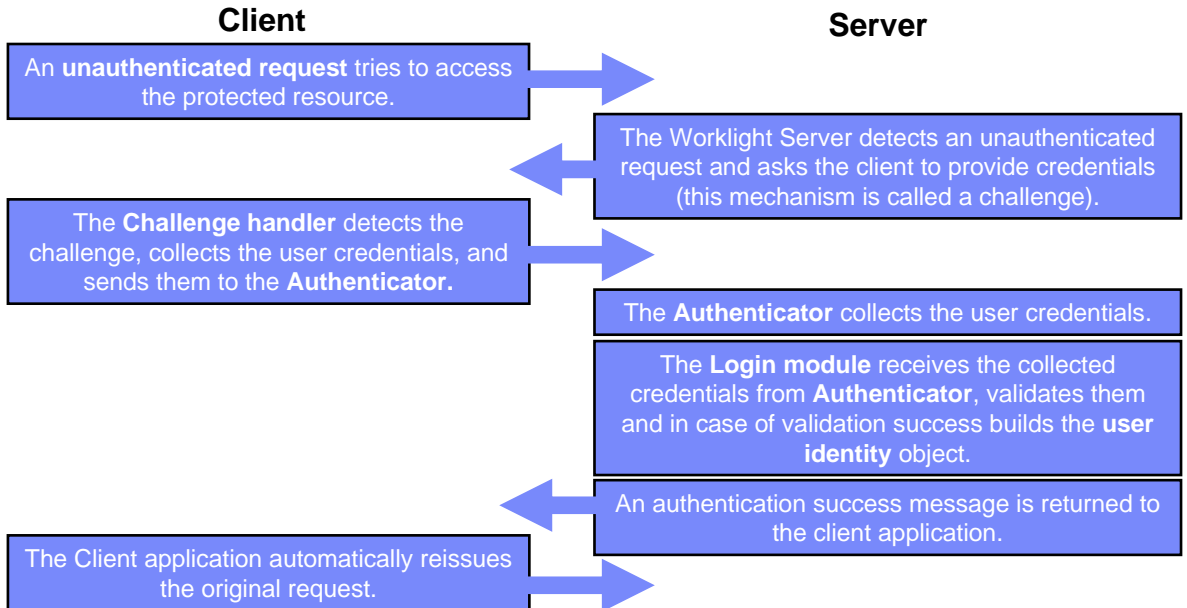 Client
Server
An unauthenticated request tries to access
the protected resource.
The Worklight Server detects an unauthenticated
request and asks the client to provide credentials
(this mechanism is called a challenge).
The Challenge handler detects the
challenge, collects the user credentials, and
sends them to the Authenticator.
The Authenticator collects the user credentials.
The Login module receives the collected
credentials from Authenticator, validates them
and in case of validation success builds the user
identity object.
An authentication success message is returned to
the client application.
The Client application automatically reissues
the original request.